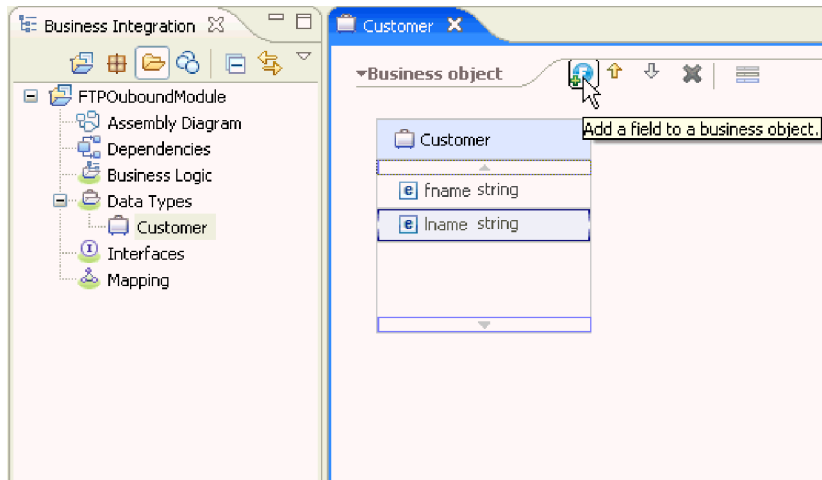 Business Integration
FTPOuboundModule
Assembly Diagram
Dependencies
Business Logic
Data Types
Customer
Interfaces
Mapping
Customer
Business object
Add a field to a business object.
Customer
e fname string
e lname string